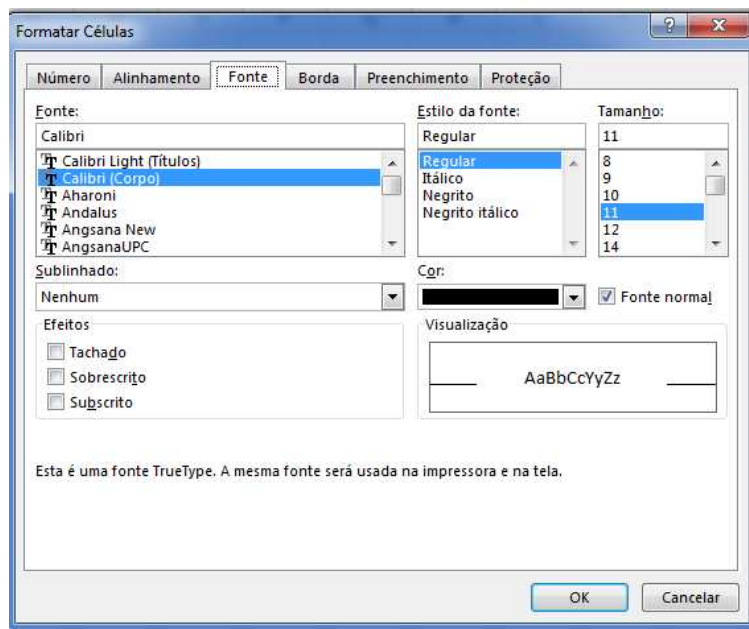 Formatar Células
Número Alinhamento Fonte Borda Preenchimento Proteção
Fonte: Estilo da fonte: Tamanho:
Calibri Regular 11
Calibri Light (Títulos) Regular 8
Calibri (Corpo) Itálico 9
Aharoni Negrito 10
Andalus Negrito itálico 11
Angsana New 12
AngsanaUPC 14
Sublinhado: Cor:
Nenhum Fonte normal
Efeitos Visualização
Tachado
Sobrescrito AaBbCcYyZz
Subscrito
Esta é uma fonte TrueType. A mesma fonte será usada na impressora e na tela.
OK Cancelar